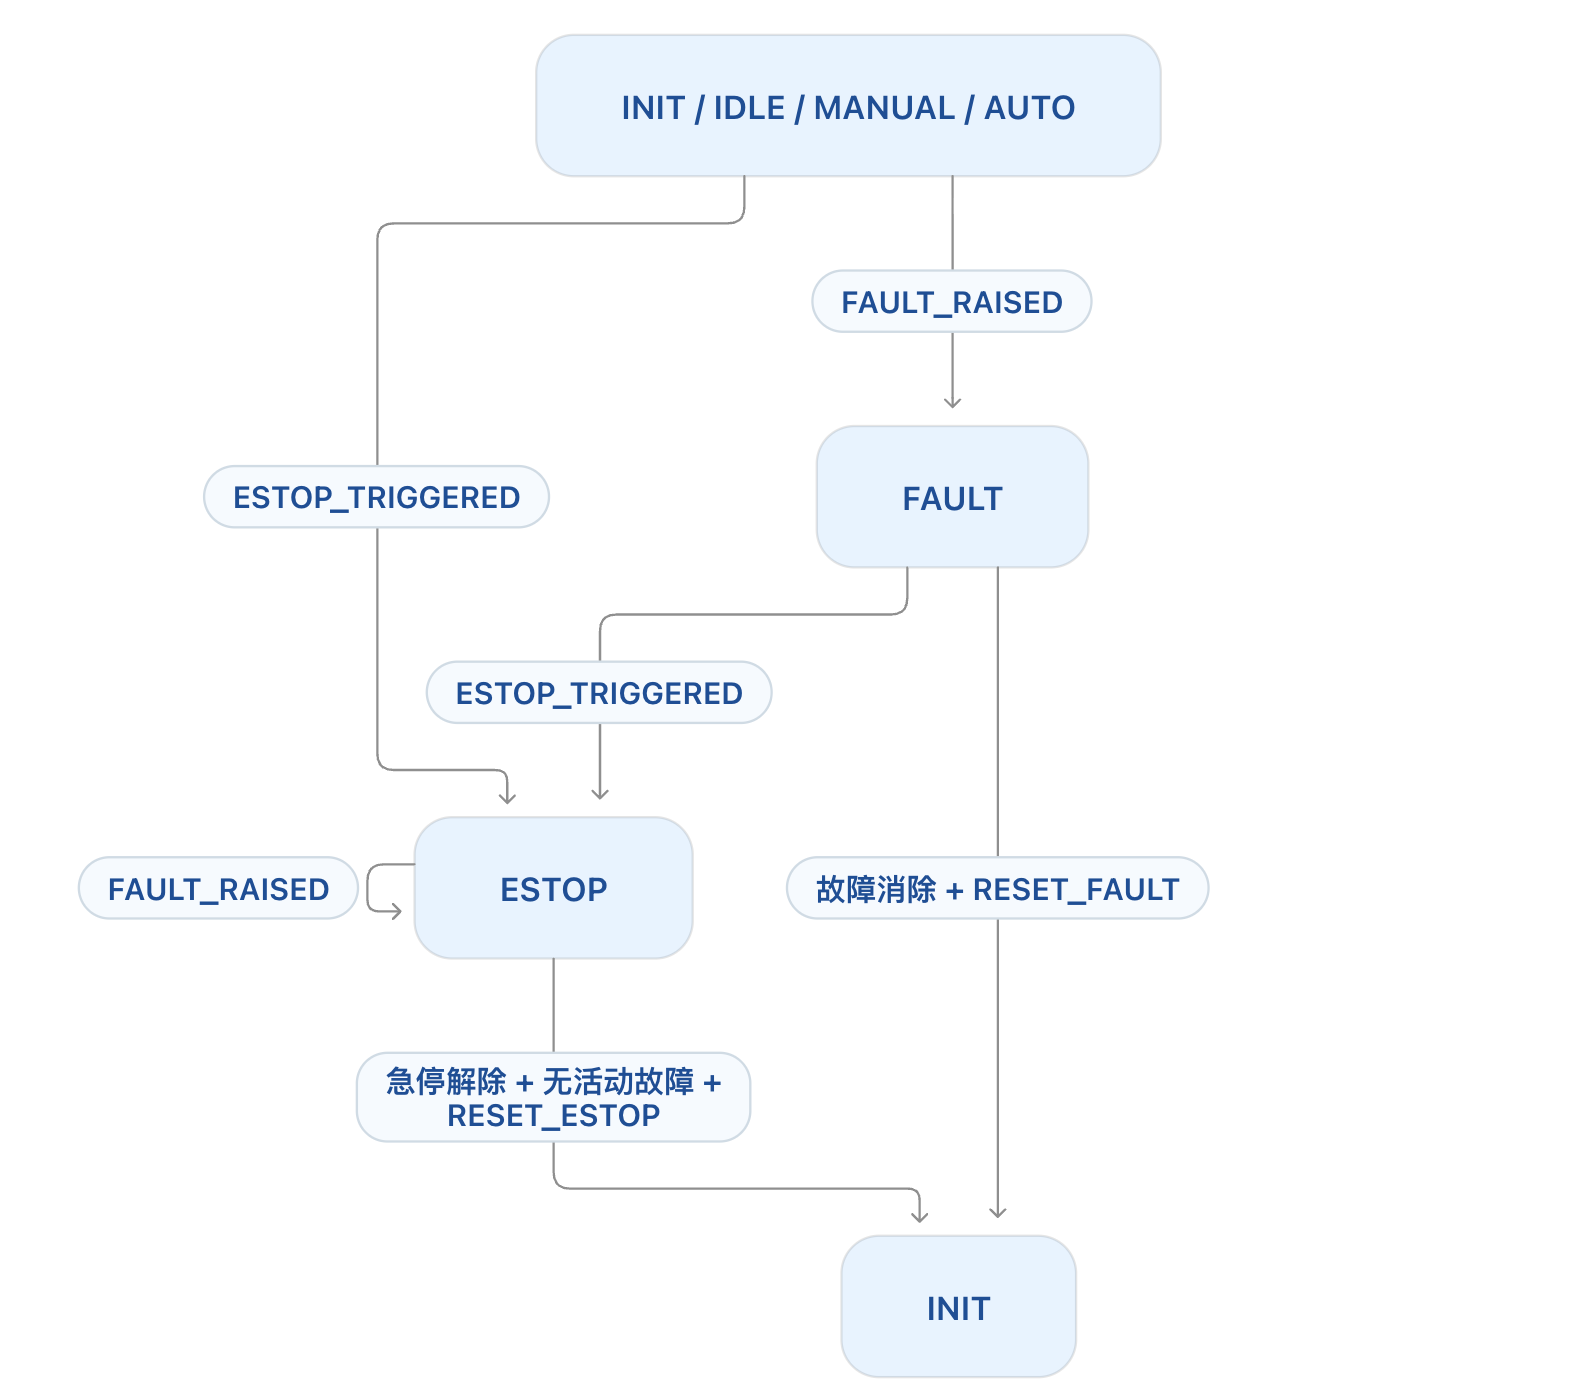 INIT / IDLE / MANUAL / AUTO
FAULT_RAISED
ESTOP_TRIGGERED
FAULT
ESTOP_TRIGGERED
FAULT_RAISED
ESTOP
故障消除 + RESET_FAULT
急停解除 + 无活动故障 +
RESET_ESTOP
INIT